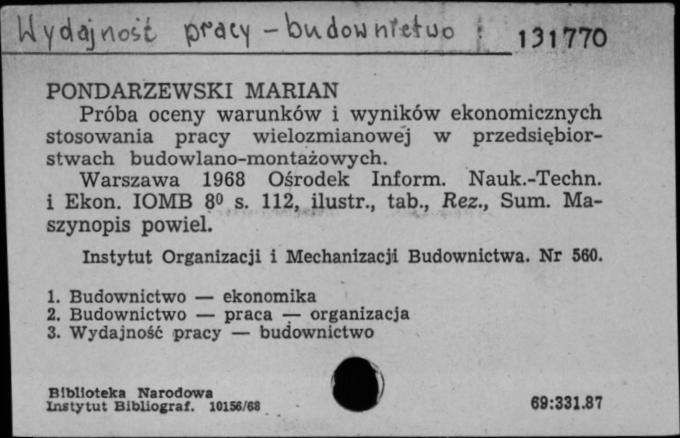 Wydajność pracy - budownictwo 131770
PONDARZEWSKI MARIAN
Próba oceny warunków i wyników ekonomicznych
stosowania pracy wielozmianowej w przedsiębior-
stwach budowlano-montażowych.
Warszawa 1968 Ośrodek Inform. Nauk.-Techn.
i Ekon. IOMB 8⁰ s. 112, ilustr., tab., Rez., Sum. Ma-
szynopis powiel.
Instytut Organizacji i Mechanizacji Budownictwa. Nr 560.
1. Budownictwo — ekonomika
2. Budownictwo — praca — organizacja
3. Wydajność pracy — budownictwo
Biblioteka Narodowa
Instytut Bibliograf. 10156/68 69:331.87